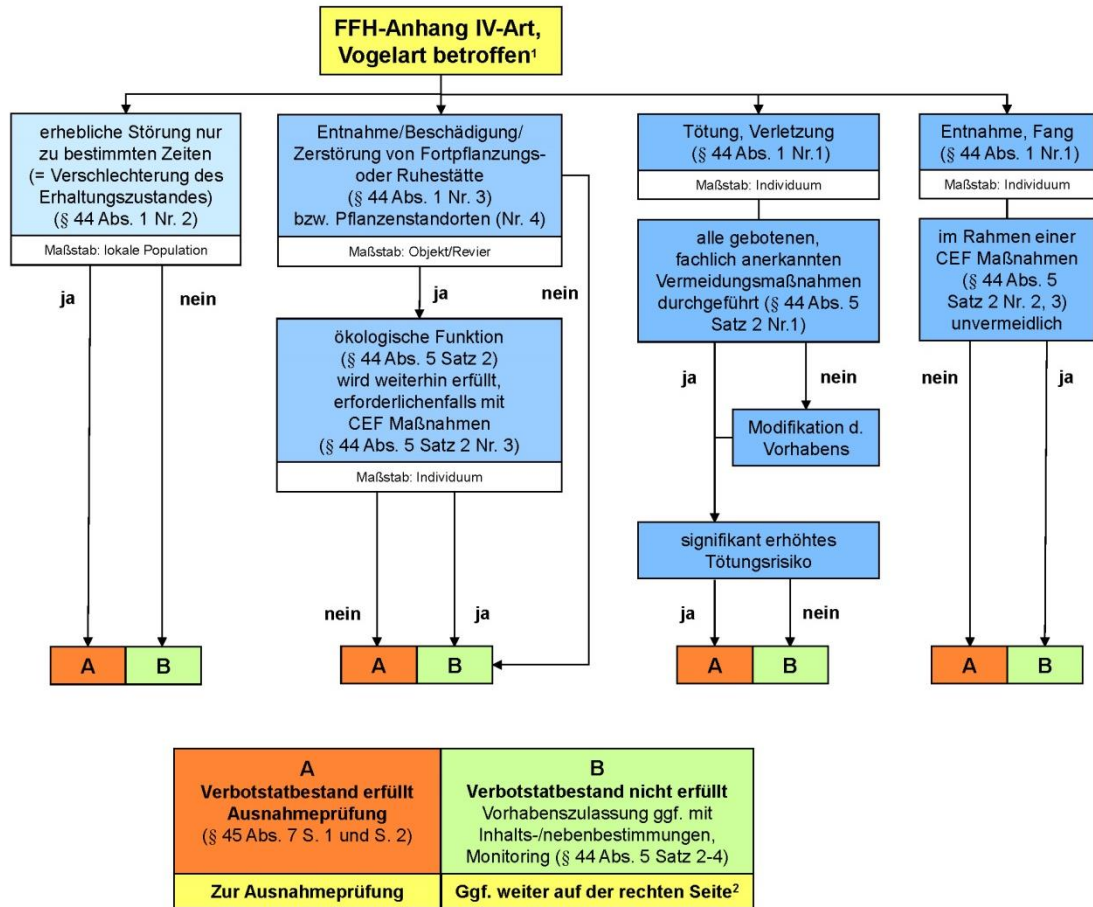 FFH-Anhang IV-Art,
Vogelart betroffen¹
erhebliche Störung nur
zu bestimmten Zeiten
(= Verschlechterung des
Erhaltungszustandes)
(§ 44 Abs. 1 Nr. 2)
Maßstab: lokale Population
ja
nein
A
B
Entnahme/Beschädigung/
Zerstörung von Fortpflanzungs-
oder Ruhestätte
(§ 44 Abs. 1 Nr. 3)
bzw. Pflanzenstandorten (Nr. 4)
Maßstab: Objekt/Revier
ja
nein
ökologische Funktion
(§ 44 Abs. 5 Satz 2)
wird weiterhin erfüllt,
erforderlichenfalls mit
CEF Maßnahmen
(§ 44 Abs. 5 Satz 2 Nr. 3)
Maßstab: Individuum
nein
ja
A
B
Tötung, Verletzung
(§ 44 Abs. 1 Nr.1)
Maßstab: Individuum
alle gebotenen,
fachlich anerkannten
Vermeidungsmaßnahmen
durchgeführt (§ 44 Abs. 5
Satz 2 Nr.1)
ja
nein
Modifikation d.
Vorhabens
signifikant erhöhtes
Tötungsrisiko
ja
nein
A
B
Entnahme, Fang
(§ 44 Abs. 1 Nr.1)
Maßstab: Individuum
im Rahmen einer
CEF Maßnahmen
(§ 44 Abs. 5
Satz 2 Nr. 2, 3)
unvermeidlich
nein
ja
A
B
A
Verbotstatbestand erfüllt
Ausnahmeprüfung
(§ 45 Abs. 7 S. 1 und S. 2)
Zur Ausnahmeprüfung
B
Verbotstatbestand nicht erfüllt
Vorhabenszulassung ggf. mit
Inhalts-/nebenbestimmungen,
Monitoring (§ 44 Abs. 5 Satz 2-4)
Ggf. weiter auf der rechten Seite²